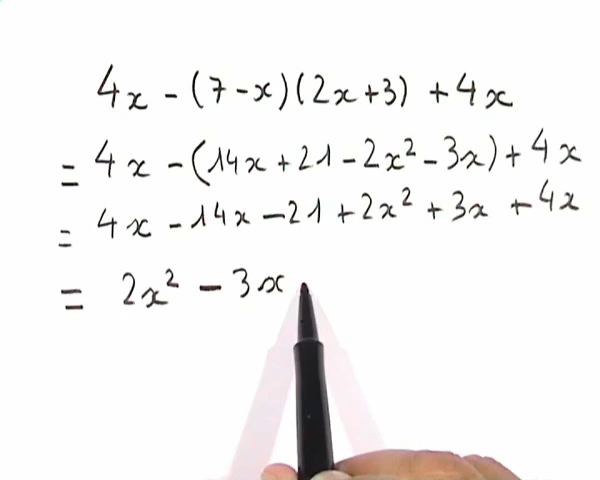 4x - (7 - x)(2x + 3) + 4x
= 4x - (14x + 21 - 2x² - 3x) + 4x
= 4x - 14x - 21 + 2x² + 3x + 4x
= 2x² - 3x